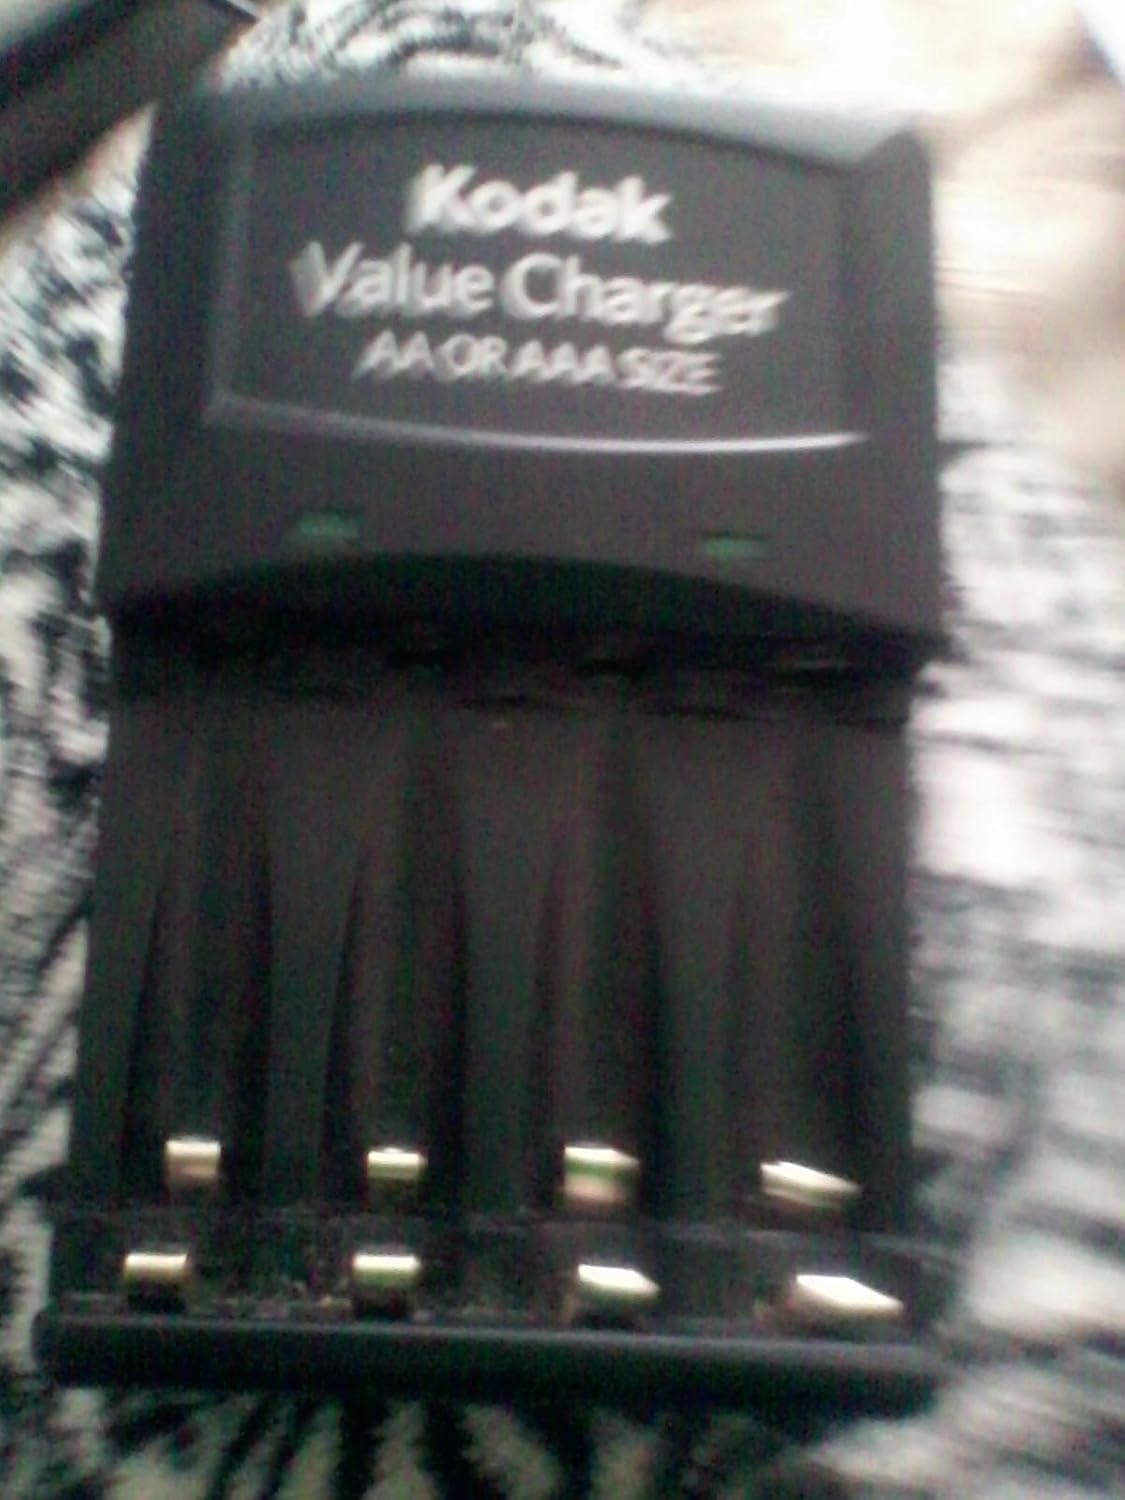 Kodak
Value Charger
AA OR AAA SIZE